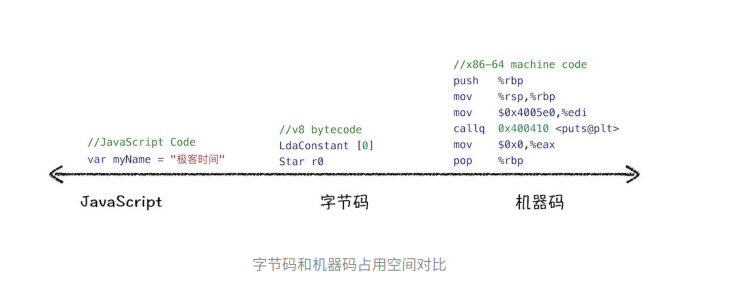 //JavaScript Code
var myName = "极客时间"
JavaScript
//v8 bytecode
LdaConstant [0]
Star r0
字节码
//x86-64 machine code
push %rbp
mov %rsp,%rbp
mov $0x4005e0,%edi
callq 0x400410 <puts@plt>
mov $0x0,%eax
pop %rbp
机器码
字节码和机器码占用空间对比